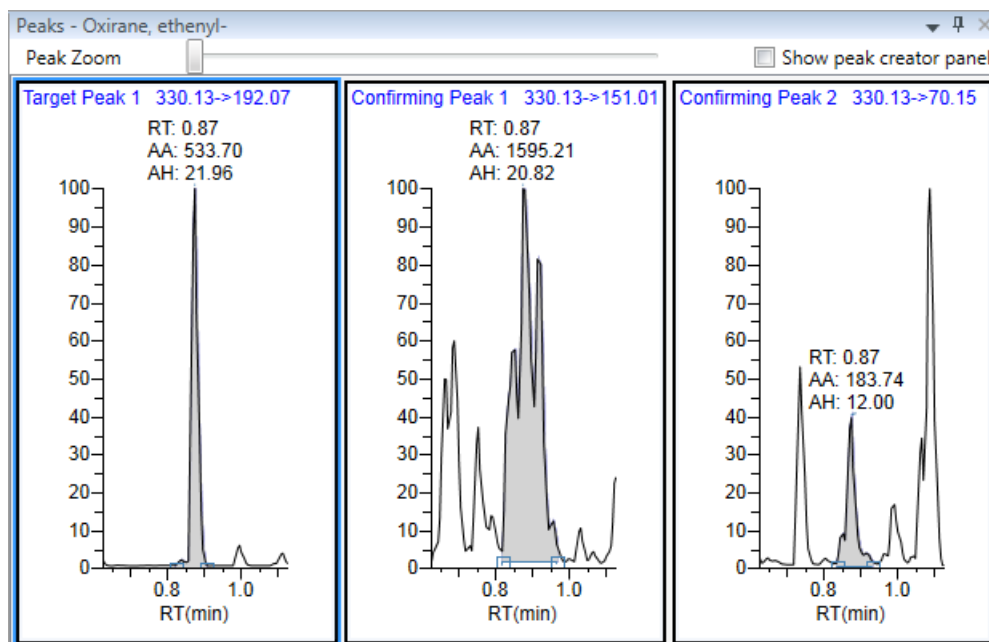 Peaks - Oxirane, ethenyl-
Peak Zoom
Show peak creator panel
Target Peak 1 330.13->192.07
RT: 0.87
AA: 533.70
AH: 21.96
100
90
80
70
60
50
40
30
20
10
0
0.8 1.0
RT(min)
Confirming Peak 1 330.13->151.01
RT: 0.87
AA: 1595.21
AH: 20.82
100
90
80
70
60
50
40
30
20
10
0
0.8 1.0
RT(min)
Confirming Peak 2 330.13->70.15
100
90
80
70
60
50
40
30
20
10
0
RT: 0.87
AA: 183.74
AH: 12.00
0.8 1.0
RT(min)